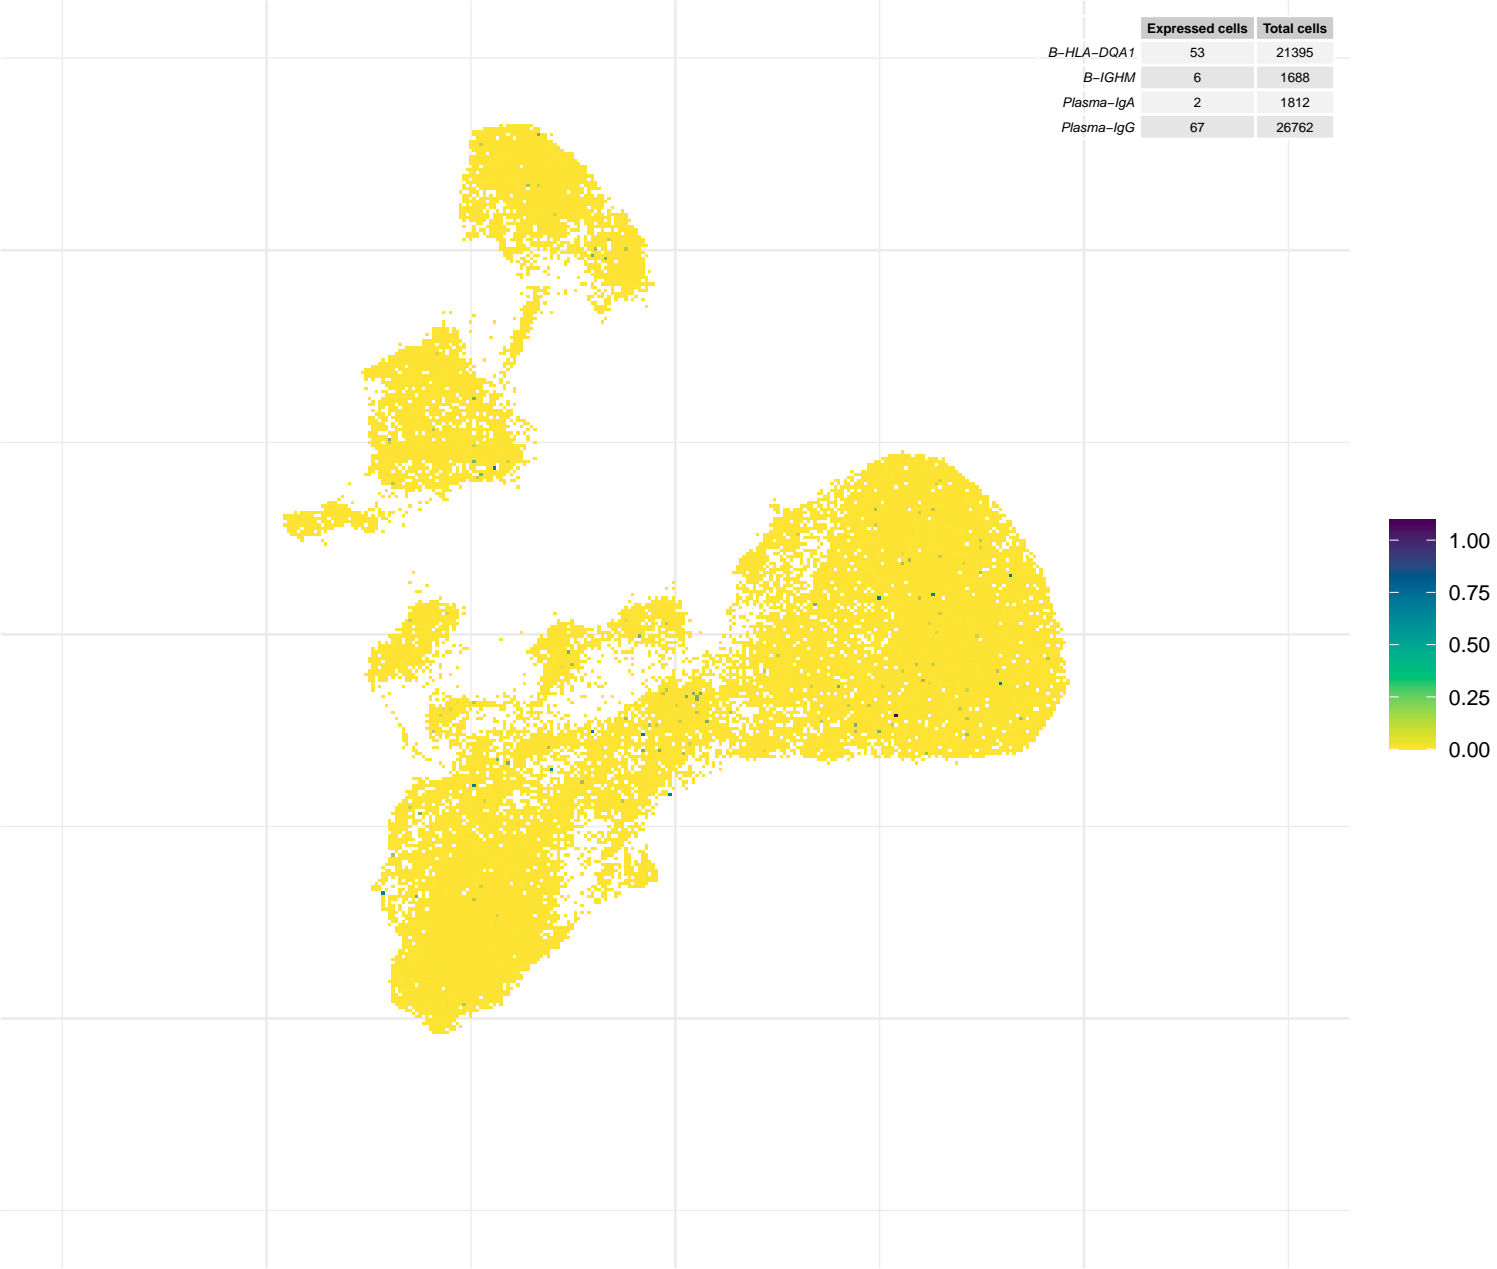 Expressed cells Total cells
B−HLA−DQA1 53 21395
B−IGHM 6 1688
Plasma−IgA 2 1812
Plasma−IgG 67 26762
1.00
0.75
0.50
0.25
0.00